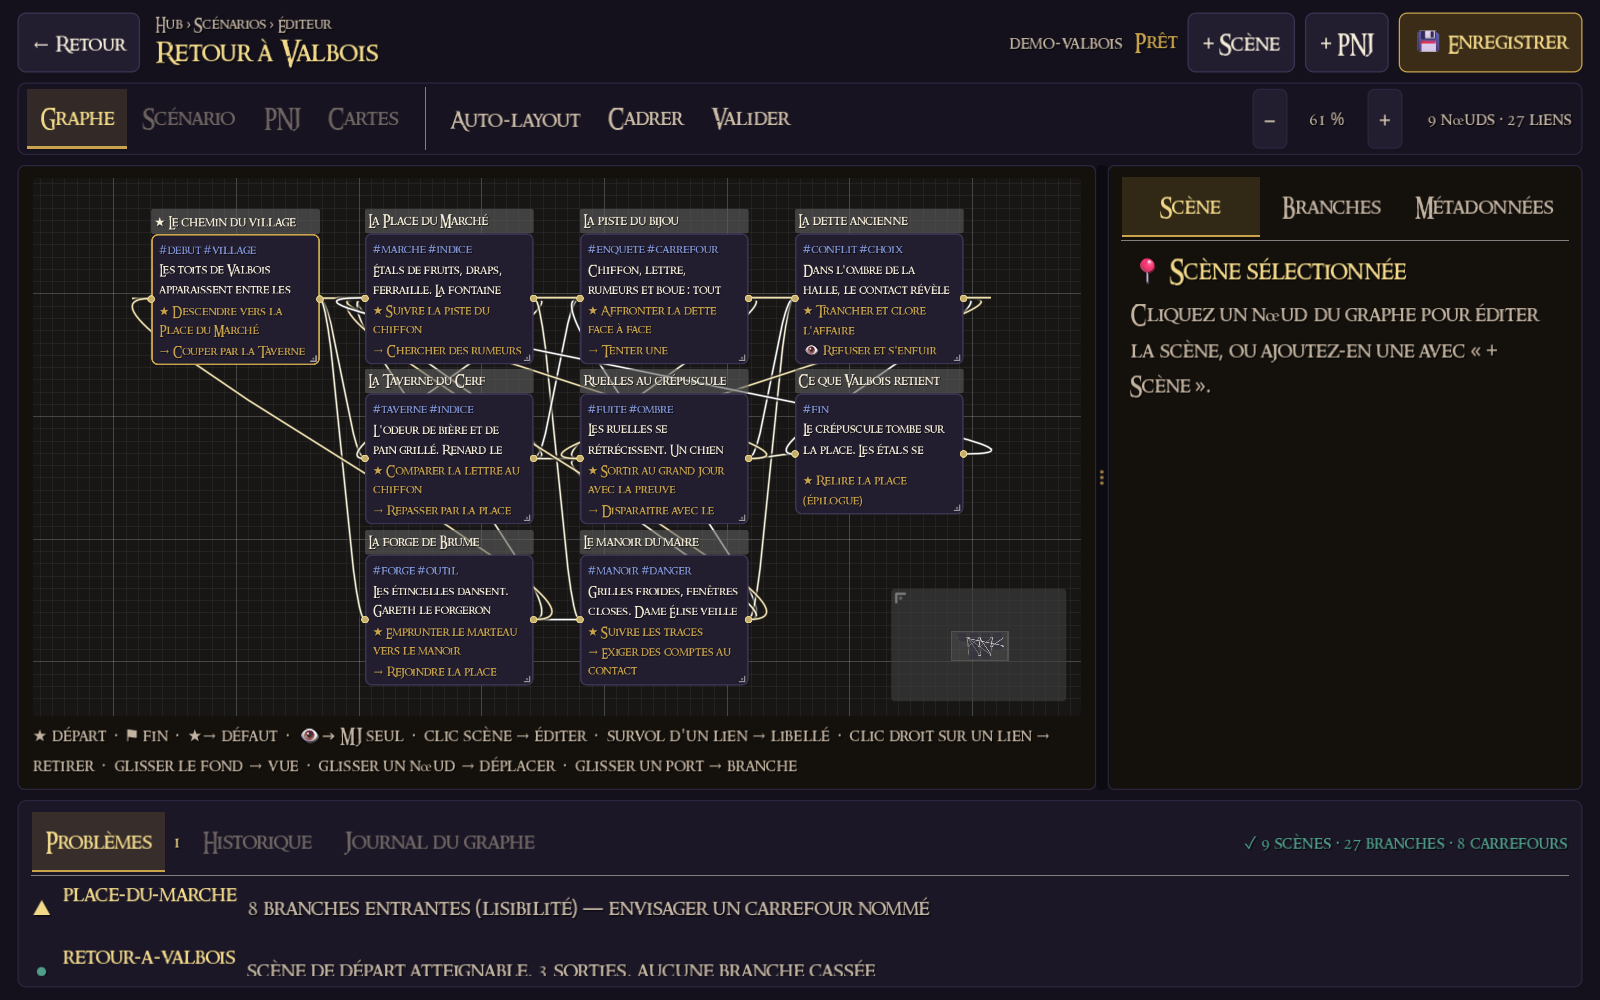 ← Retour
Hub › Scénarios › Éditeur
Retour à Valbois
demo-valbois
Prêt
+ Scène
+ PNJ
Enregistrer
Graphe
Scénario
PNJ
Cartes
Auto-layout
Cadrer
Valider
−
61 %
+
9 nœuds · 27 liens
★ Le chemin du village
#debut #village
Les toits de Valbois
apparaissent entre les
★ Descendre vers la
Place du Marché
→ Couper par la Taverne
La Place du Marché
#marche #indice
Étals de fruits, draps,
ferraille. La fontaine
★ Suivre la piste du
chiffon
→ Chercher des rumeurs
La piste du bijou
#enquete #carrefour
Chiffon, lettre,
rumeurs et boue : tout
★ Affronter la dette
face à face
→ Tenter une
La dette ancienne
#conflit #choix
Dans l'ombre de la
halle, le contact révèle
★ Trancher et clore
l'affaire
Refuser et s'enfuir
La Taverne du Cerf
#taverne #indice
L'odeur de bière et de
pain grillé. Renard le
★ Comparer la lettre au
chiffon
→ Repasser par la place
Ruelles au crépuscule
#fuite #ombre
Les ruelles se
rétrécissent. Un chien
★ Sortir au grand jour
avec la preuve
→ Disparaître avec le
Ce que Valbois retient
#fin
Le crépuscule tombe sur
la place. Les étals se
★ Relire la place
(épilogue)
La forge de Brume
#forge #outil
Les étincelles dansent.
Gareth le forgeron
★ Emprunter le marteau
vers le manoir
→ Rejoindre la place
Le manoir du maire
#manoir #danger
Grilles froides, fenêtres
closes. Dame Élise veille
★ Suivre les traces
→ Exiger des comptes au
contact
★ départ · ⚑ fin · ★→ défaut · 👁→ MJ seul · clic scène → éditer · survol d'un lien → libellé · clic droit sur un lien →
retirer · glisser le fond → vue · glisser un nœud → déplacer · glisser un port → branche
Scène
Branches
Métadonnées
📍 Scène sélectionnée
Cliquez un nœud du graphe pour éditer
la scène, ou ajoutez-en une avec « +
Scène ».
Problèmes
1
Historique
Journal du graphe
✓ 9 scènes · 27 branches · 8 carrefours
▲ place-du-marche 8 branches entrantes (lisibilité) — envisager un carrefour nommé
● retour-a-valbois Scène de départ atteignable, 3 sorties, aucune branche cassée